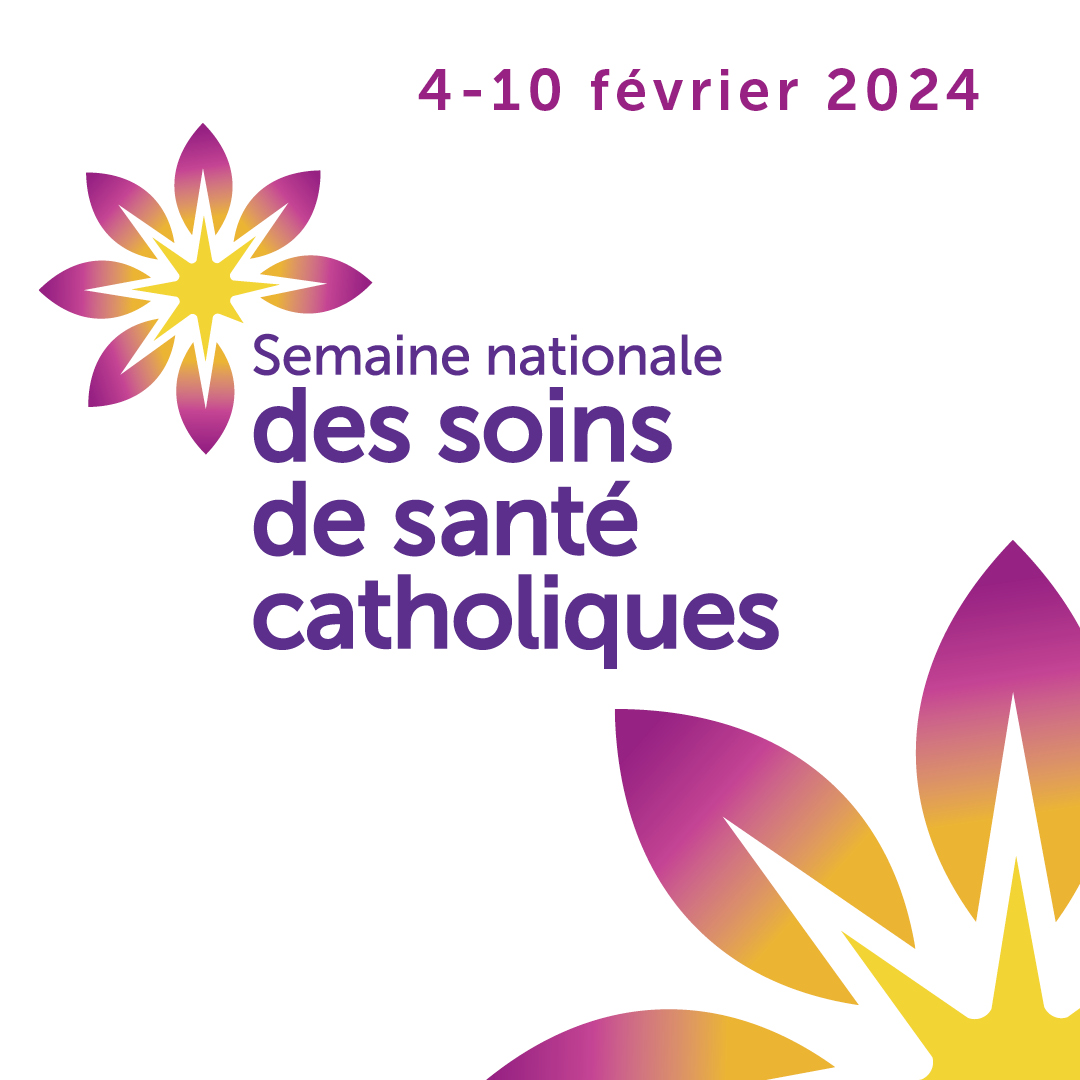 4-10 février 2024
Semaine nationale
des soins
de santé
catholiques